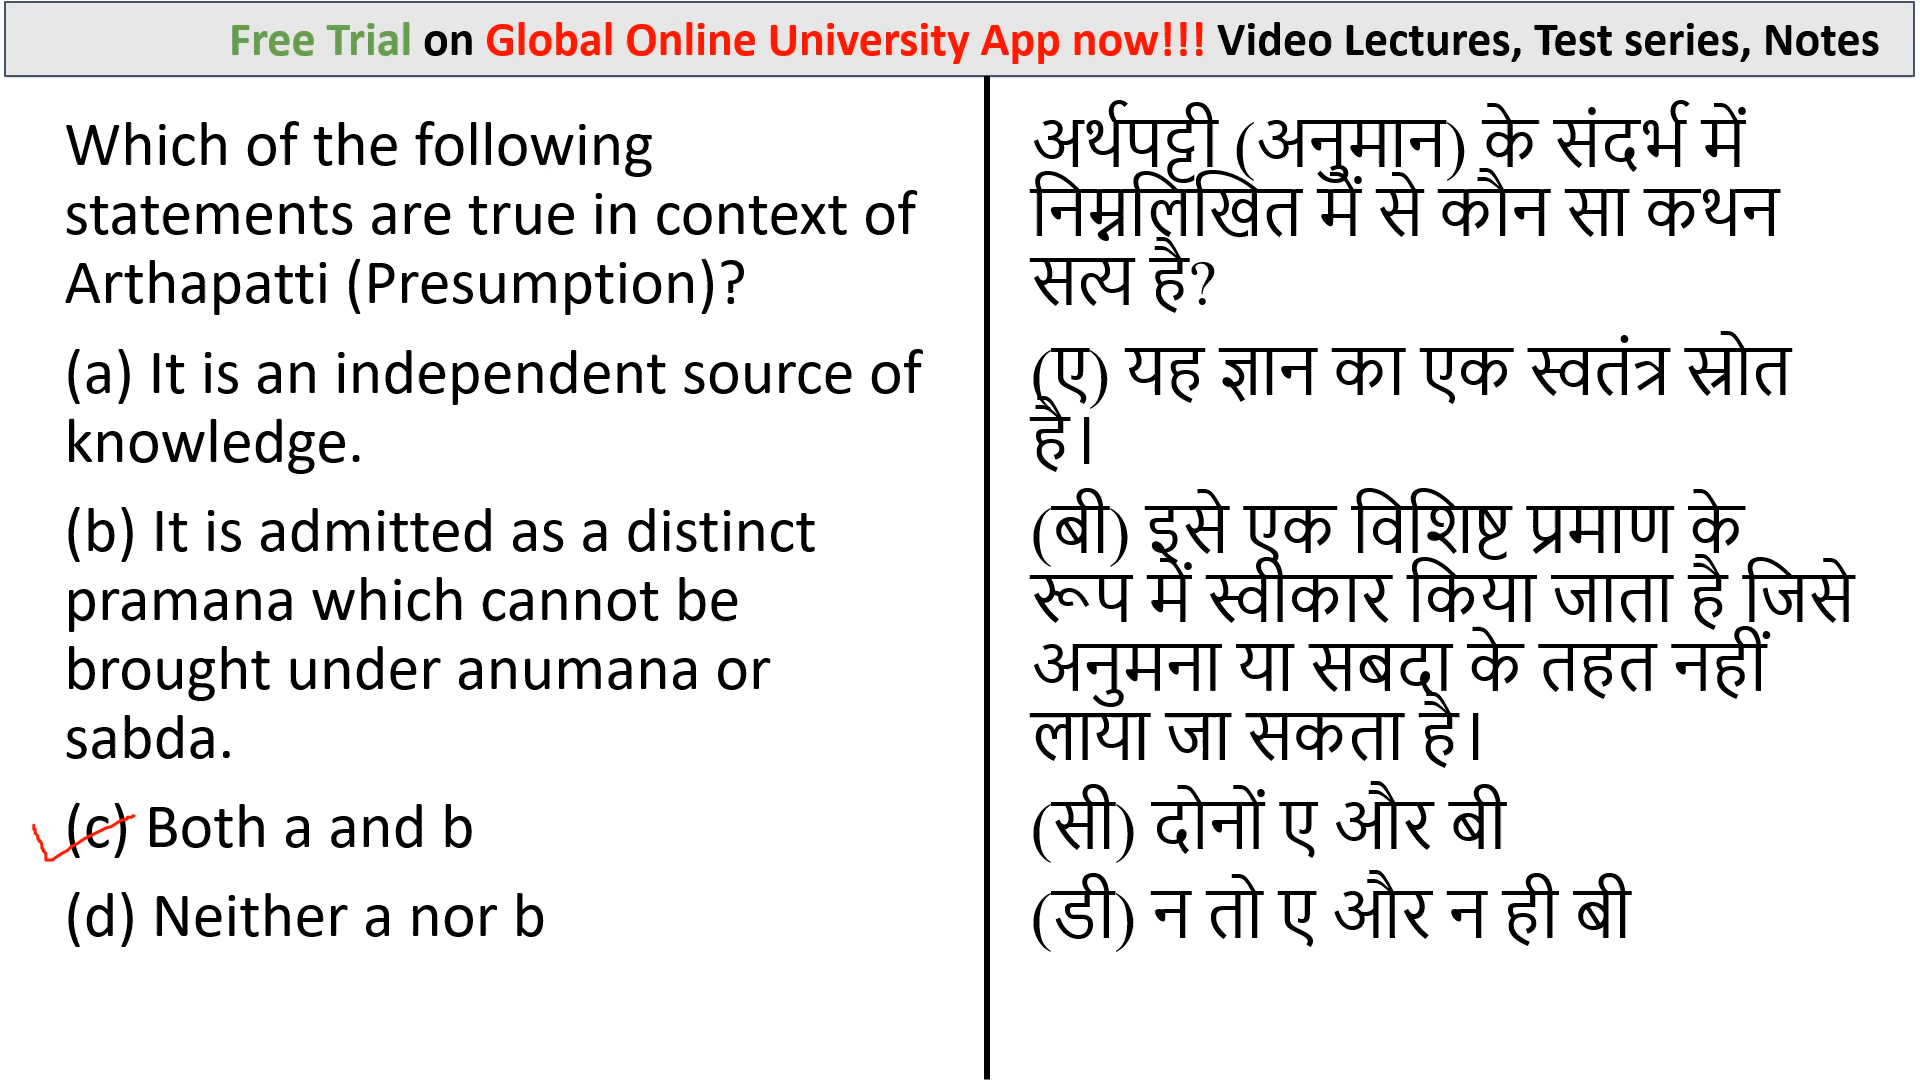 Free Trial on Global Online University App now!!! Video Lectures, Test series, Notes
Which of the following
statements are true in context of
Arthapatti (Presumption)?
(a) It is an independent source of
knowledge.
(b) It is admitted as a distinct
pramana which cannot be
brought under anumana or
sabda.
(c) Both a and b
(d) Neither a nor b
अर्थपट्टी (अनुमान) के संदर्भ में
निम्नलिखित में से कौन सा कथन
सत्य है?
(ए) यह ज्ञान का एक स्वतंत्र स्रोत
है।
(बी) इसे एक विशिष्ट प्रमाण के
रूप में स्वीकार किया जाता है जिसे
अनुमना या सबदा के तहत नहीं
लाया जा सकता है।
(सी) दोनों ए और बी
(डी) न तो ए और न ही बी